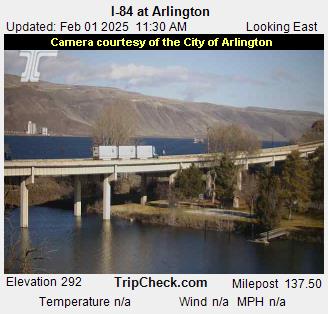 I-84 at Arlington
Updated: Feb 01 2025 11:30 AM Looking East
Camera courtesy of the City of Arlington
Elevation 292 TripCheck.com Milepost 137.50
Temperature n/a Wind n/a MPH n/a